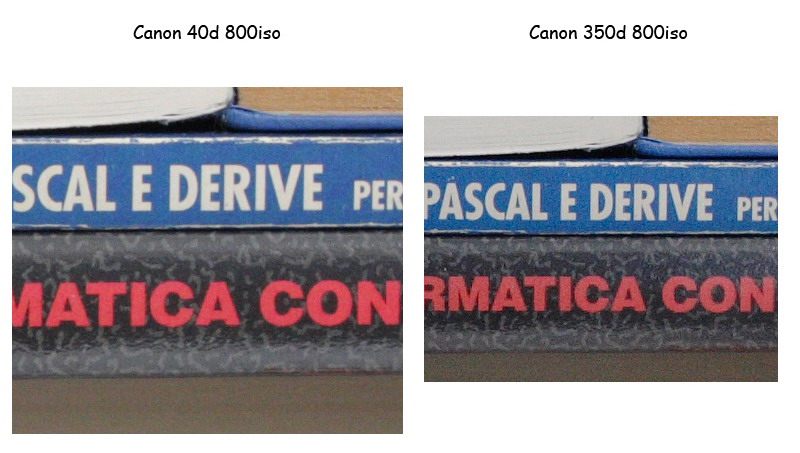 Canon 40d 800iso
Canon 350d 800iso
SCAL E DERIVE PER
MATICA CON
PASCAL E DERIVE PER
RMATICA CON